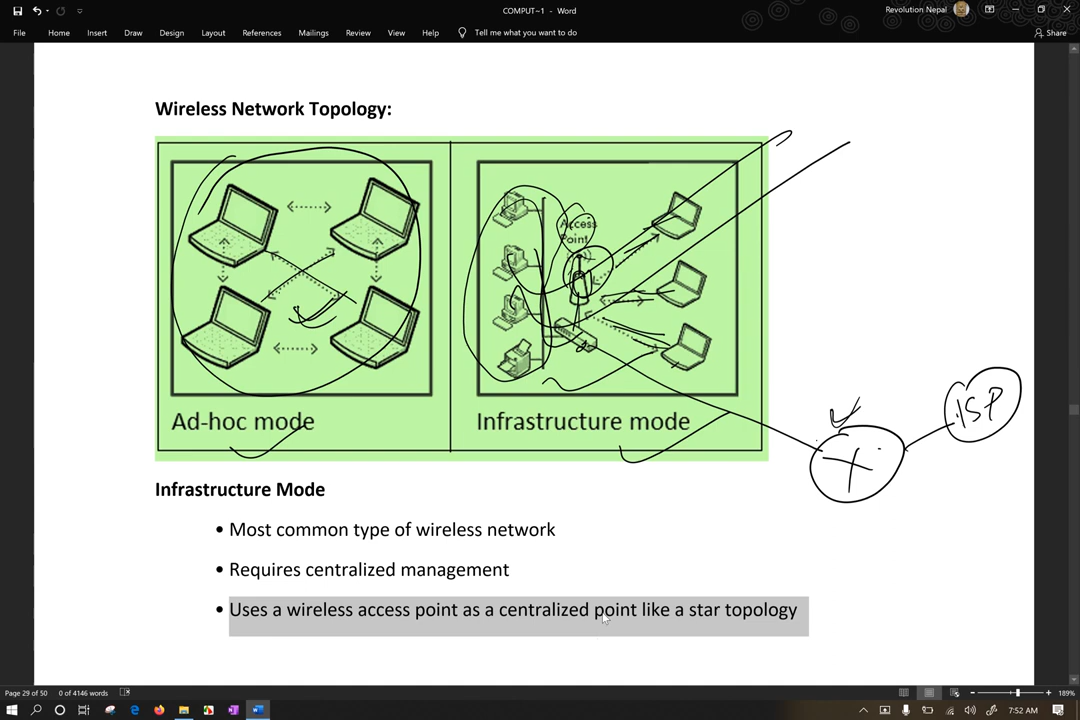 COMPUT~1 - Word
Revolution Nepal
File Home Insert Draw Design Layout References Mailings Review View Help Tell me what you want to do Share
Wireless Network Topology:
Access
Point
Ad-hoc mode
Infrastructure mode
ISP
Infrastructure Mode
• Most common type of wireless network
• Requires centralized management
• Uses a wireless access point as a centralized point like a star topology
Page 29 of 50 0 of 4146 words
189%
7:52 AM